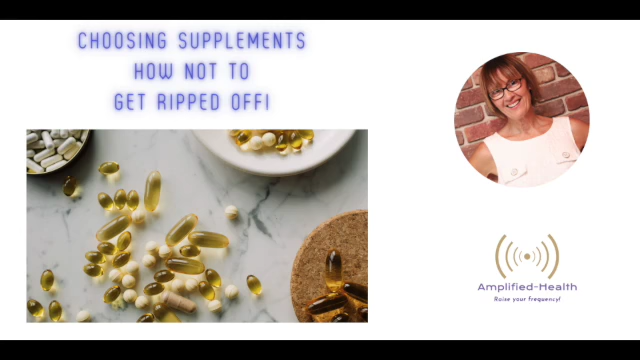 CHOOSING SUPPLEMENTS
HOW NOT TO
GET RIPPED OFF!
Amplified-Health
Raise your frequency!